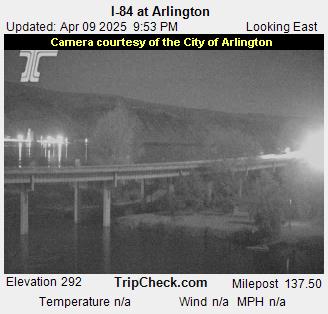 I-84 at Arlington
Updated: Apr 09 2025 9:53 PM Looking East
Camera courtesy of the City of Arlington
Elevation 292 TripCheck.com Milepost 137.50
Temperature n/a Wind n/a MPH n/a